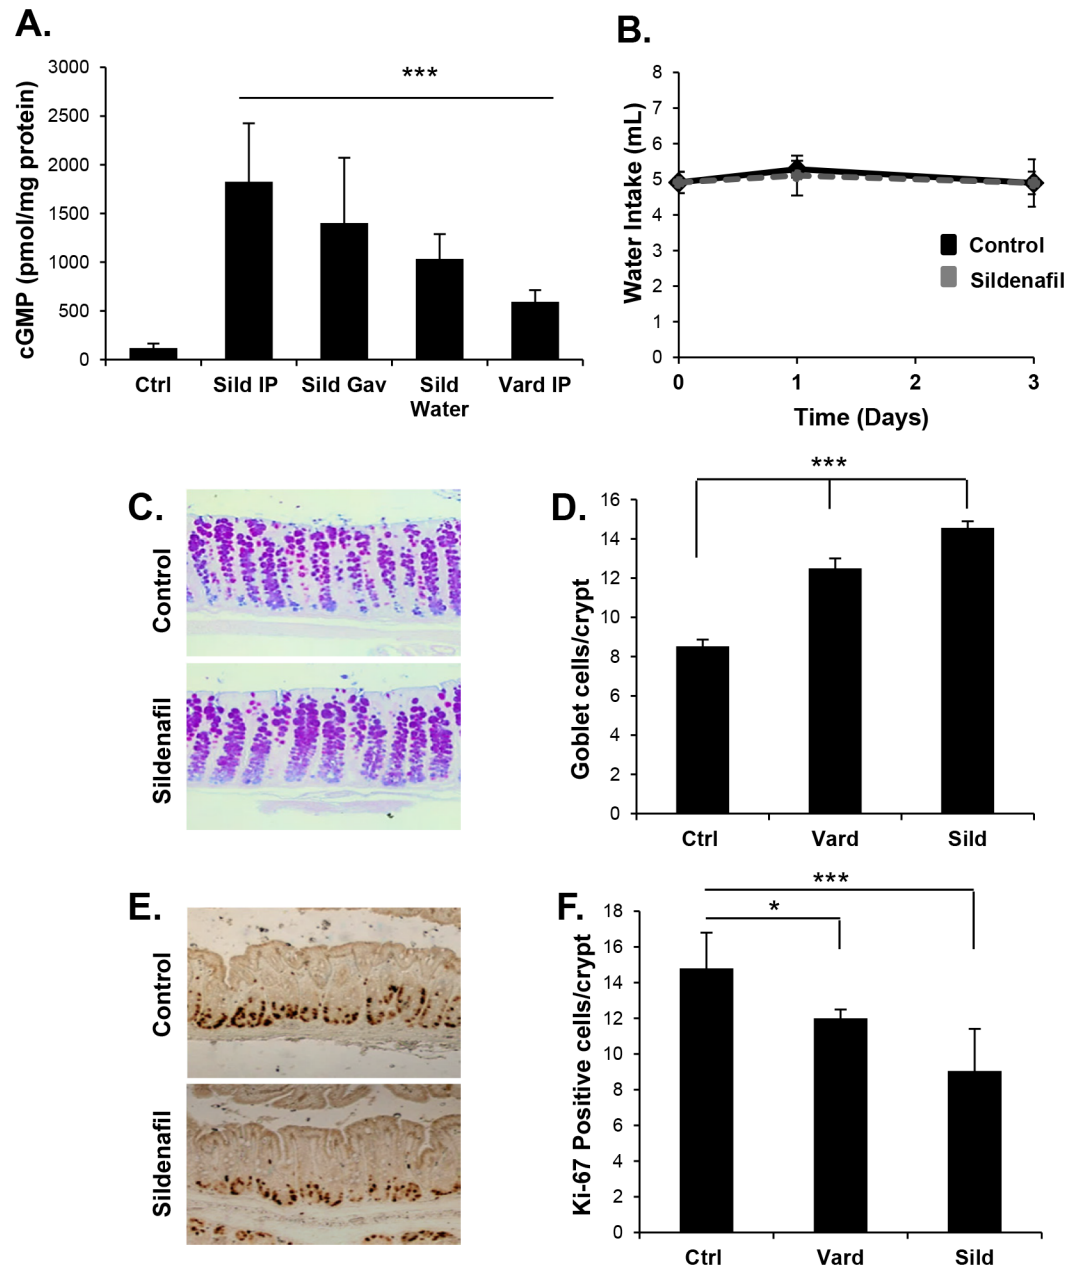 A.
cGMP (pmol/mg protein)
3000
2500
2000
1500
1000
500
0
***
Ctrl
Sild IP
Sild Gav
Sild
Water
Vard IP
B.
Water Intake (mL)
8
7
6
5
4
3
2
1
0
0
1
2
3
Time (Days)
Control
Sildenafil
C.
Control
Sildenafil
D.
Goblet cells/crypt
***
16
14
12
10
8
6
4
2
0
Ctrl
Vard
Sild
E.
Control
Sildenafil
F.
Ki-67 Positive cells/crypt
***
*
18
16
14
12
10
8
6
4
2
0
Ctrl
Vard
Sild